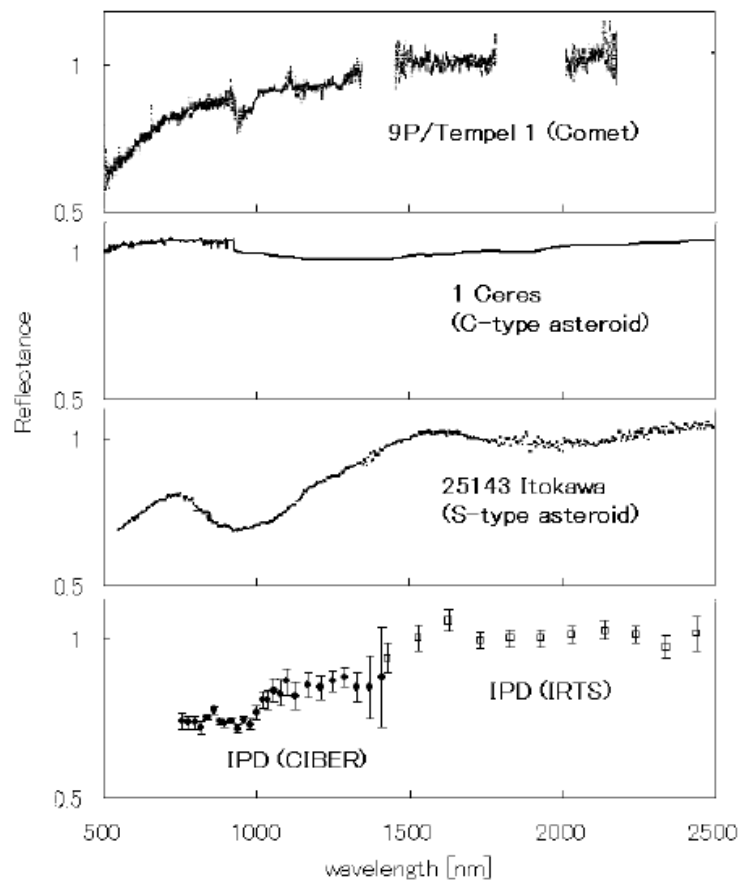 1
9P/Tempel 1 (Comet)
0.5
1
1 Ceres
(C-type asteroid)
Reflectance
0.5
1
25143 Itokawa
(S-type asteroid)
0.5
1
IPD (IRTS)
IPD (CIBER)
0.5
500 1000 1500 2000 2500
wavelength [nm]